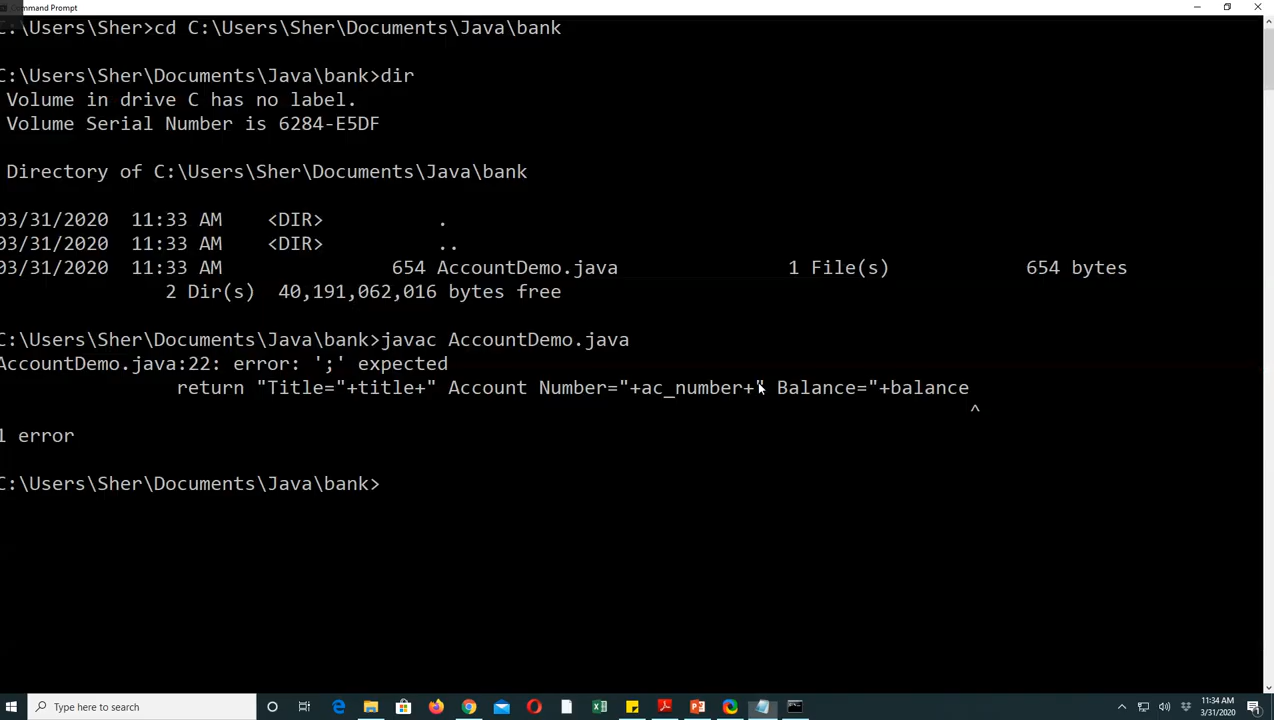 Command Prompt
C:\Users\Sher>cd C:\Users\Sher\Documents\Java\bank
C:\Users\Sher\Documents\Java\bank>dir
Volume in drive C has no label.
Volume Serial Number is 6284-E5DF
Directory of C:\Users\Sher\Documents\Java\bank
03/31/2020 11:33 AM <DIR> .
03/31/2020 11:33 AM <DIR> ..
03/31/2020 11:33 AM 654 AccountDemo.java 1 File(s) 654 bytes
2 Dir(s) 40,191,062,016 bytes free
C:\Users\Sher\Documents\Java\bank>javac AccountDemo.java
AccountDemo.java:22: error: ';' expected
return "Title="+title+" Account Number="+ac_number+" Balance="+balance
^
1 error
C:\Users\Sher\Documents\Java\bank>
Type here to search
11:34 AM
3/31/2020